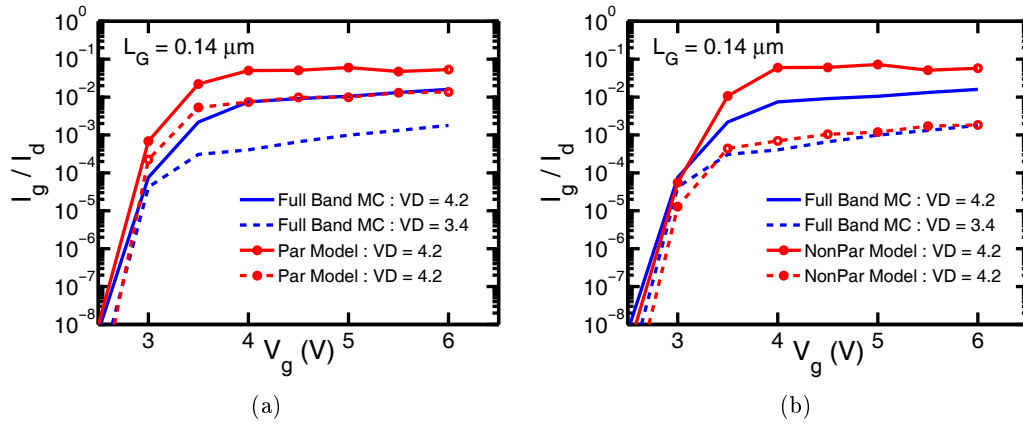 10^0
10^-1
10^-2
10^-3
10^-4
10^-5
10^-6
10^-7
10^-8
I_g / I_d
L_G = 0.14 μm
Full Band MC : VD = 4.2
Full Band MC : VD = 3.4
Par Model : VD = 4.2
Par Model : VD = 4.2
3 4 5 6
V_g (V)
(a)
10^0
10^-1
10^-2
10^-3
10^-4
10^-5
10^-6
10^-7
10^-8
I_g / I_d
L_G = 0.14 μm
Full Band MC : VD = 4.2
Full Band MC : VD = 3.4
NonPar Model : VD = 4.2
NonPar Model : VD = 4.2
3 4 5 6
V_g (V)
(b)